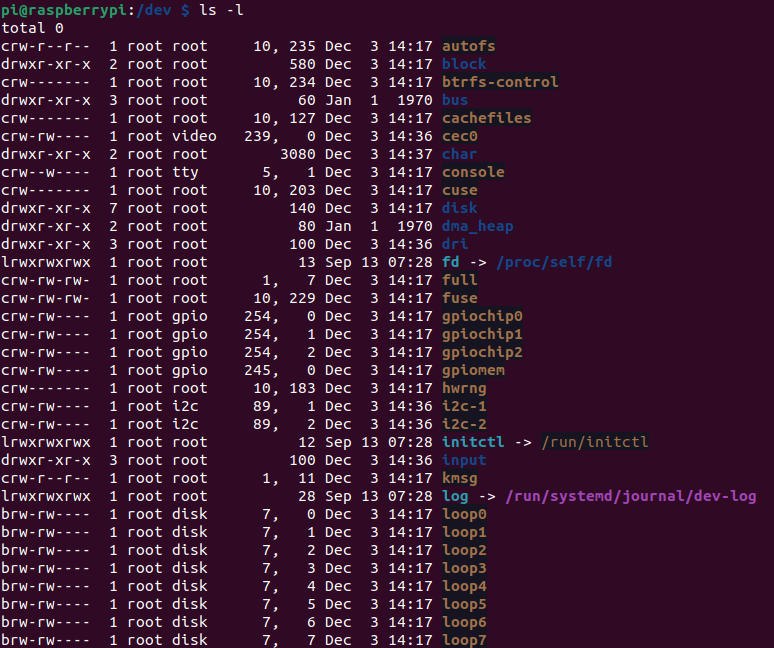 pi@raspberrypi:/dev $ ls -l
total 0
crw-r--r--  1 root root     10, 235 Dec  3 14:17 autofs
drwxr-xr-x  2 root root         580 Dec  3 14:17 block
crw-------  1 root root     10, 234 Dec  3 14:17 btrfs-control
drwxr-xr-x  3 root root          60 Jan  1  1970 bus
crw-------  1 root root     10, 127 Dec  3 14:17 cachefiles
crw-rw----  1 root video   239,   0 Dec  3 14:36 cec0
drwxr-xr-x  2 root root        3080 Dec  3 14:37 char
crw--w----  1 root tty       5,   1 Dec  3 14:17 console
crw-------  1 root root     10, 203 Dec  3 14:17 cuse
drwxr-xr-x  7 root root         140 Dec  3 14:17 disk
drwxr-xr-x  2 root root          80 Jan  1  1970 dma_heap
drwxr-xr-x  3 root root         100 Dec  3 14:36 dri
lrwxrwxrwx  1 root root          13 Sep 13 07:28 fd -> /proc/self/fd
crw-rw-rw-  1 root root      1,   7 Dec  3 14:17 full
crw-rw-rw-  1 root root     10, 229 Dec  3 14:17 fuse
crw-rw----  1 root gpio    254,   0 Dec  3 14:17 gpiochip0
crw-rw----  1 root gpio    254,   1 Dec  3 14:17 gpiochip1
crw-rw----  1 root gpio    254,   2 Dec  3 14:17 gpiochip2
crw-rw----  1 root gpio    245,   0 Dec  3 14:17 gpiomem
crw-------  1 root root     10, 183 Dec  3 14:17 hwrng
crw-rw----  1 root i2c      89,   1 Dec  3 14:36 i2c-1
crw-rw----  1 root i2c      89,   2 Dec  3 14:36 i2c-2
lrwxrwxrwx  1 root root          12 Sep 13 07:28 initctl -> /run/initctl
drwxr-xr-x  3 root root         100 Dec  3 14:36 input
crw-r--r--  1 root root      1,  11 Dec  3 14:17 kmsg
lrwxrwxrwx  1 root root          28 Sep 13 07:28 log -> /run/systemd/journal/dev-log
brw-rw----  1 root disk      7,   0 Dec  3 14:17 loop0
brw-rw----  1 root disk      7,   1 Dec  3 14:17 loop1
brw-rw----  1 root disk      7,   2 Dec  3 14:17 loop2
brw-rw----  1 root disk      7,   3 Dec  3 14:17 loop3
brw-rw----  1 root disk      7,   4 Dec  3 14:17 loop4
brw-rw----  1 root disk      7,   5 Dec  3 14:17 loop5
brw-rw----  1 root disk      7,   6 Dec  3 14:17 loop6
brw-rw----  1 root disk      7,   7 Dec  3 14:17 loop7